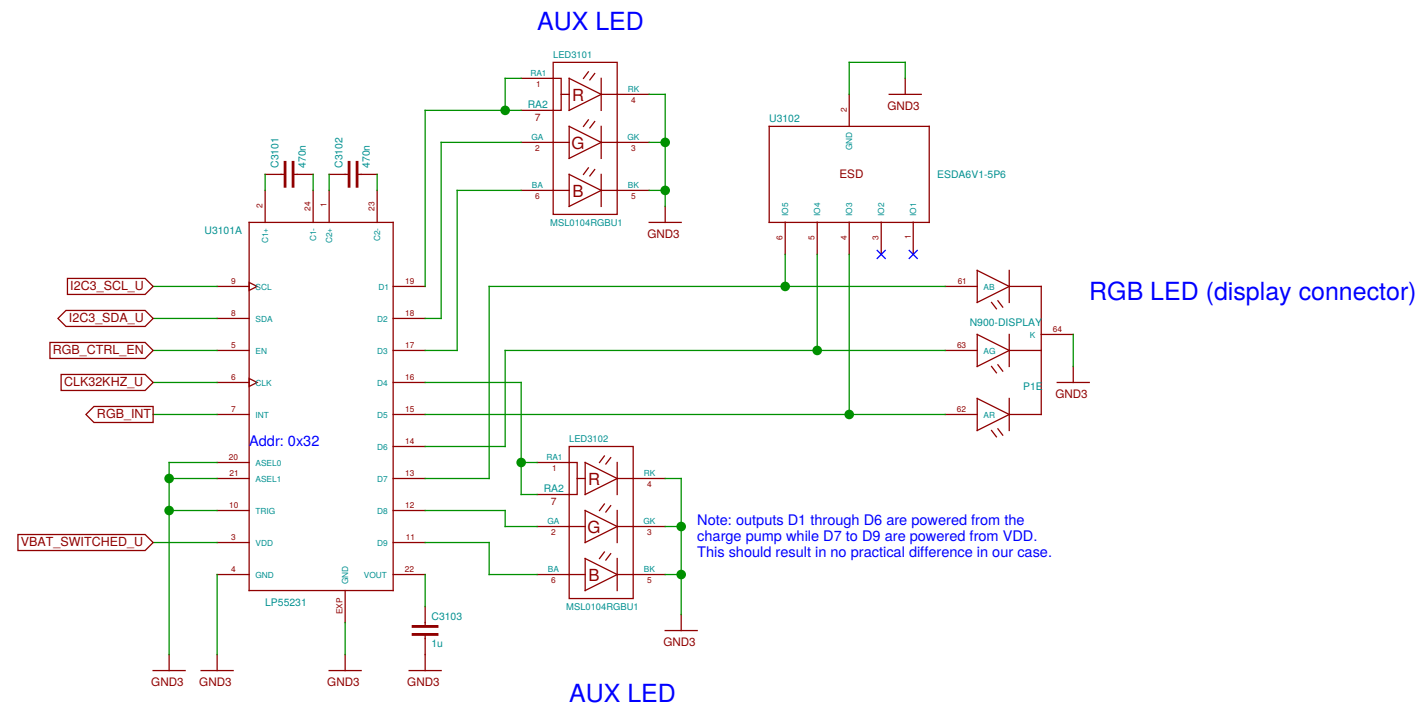 AUX LED
LED3101
RA1
1
RA2
7
R
RK
4
GA
2
G
GK
3
BA
6
B
BK
5
MSL0104RGBU1
GND3
GND3
U3102
2
GND
ESD
ESDA6V1-5P6
IO5
IO4
IO3
IO2
IO1
6
5
4
3
1
C3101
470n
C3102
470n
2
24
1
23
U3101A
C1+
C1-
C2+
C2-
I2C3_SCL_U
9
SCL
D1
19
I2C3_SDA_U
8
SDA
D2
18
RGB_CTRL_EN
5
EN
D3
17
CLK32KHZ_U
6
CLK
D4
16
RGB_INT
7
INT
D5
15
Addr: 0x32
D6
14
20
ASEL0
21
ASEL1
D7
13
10
TRIG
D8
12
VBAT_SWITCHED_U
3
VDD
D9
11
4
GND
GND
VOUT
22
EXP
LP55231
C3103
1u
GND3
GND3
GND3
GND3
61
AB
RGB LED (display connector)
N900-DISPLAY
K
64
63
AG
P1E
GND3
62
AR
LED3102
RA1
1
RA2
7
R
RK
4
GA
2
G
GK
3
BA
6
B
BK
5
MSL0104RGBU1
GND3
Note: outputs D1 through D6 are powered from the
charge pump while D7 to D9 are powered from VDD.
This should result in no practical difference in our case.
AUX LED